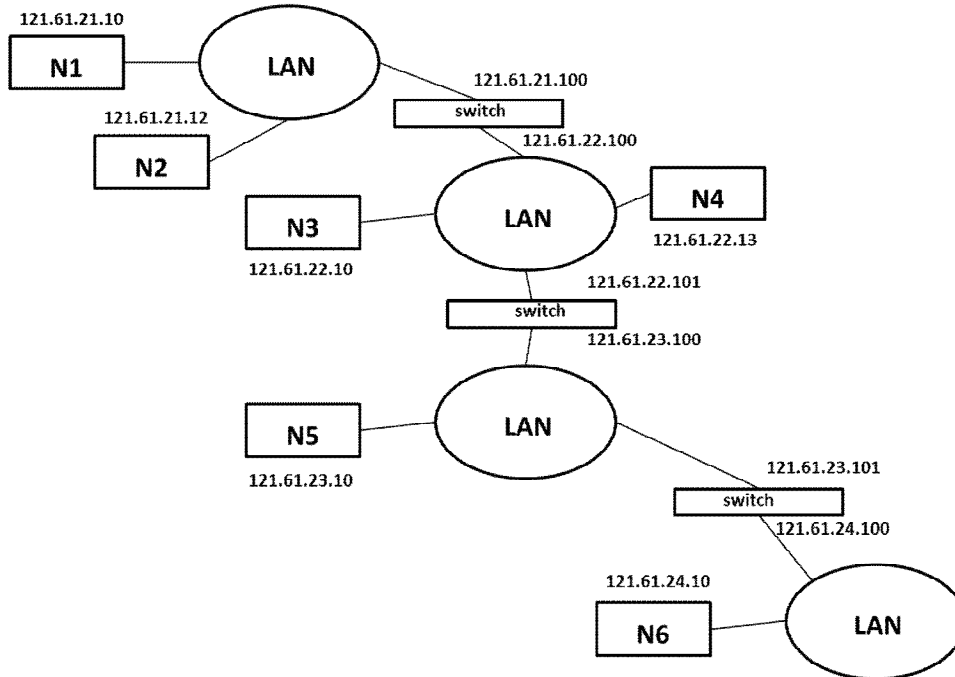 121.61.21.10
N1
LAN
121.61.21.100
switch
121.61.21.12
N2
121.61.22.100
N3
LAN
N4
121.61.22.10
121.61.22.13
121.61.22.101
switch
121.61.23.100
N5
LAN
121.61.23.10
121.61.23.101
switch
121.61.24.100
121.61.24.10
N6
LAN